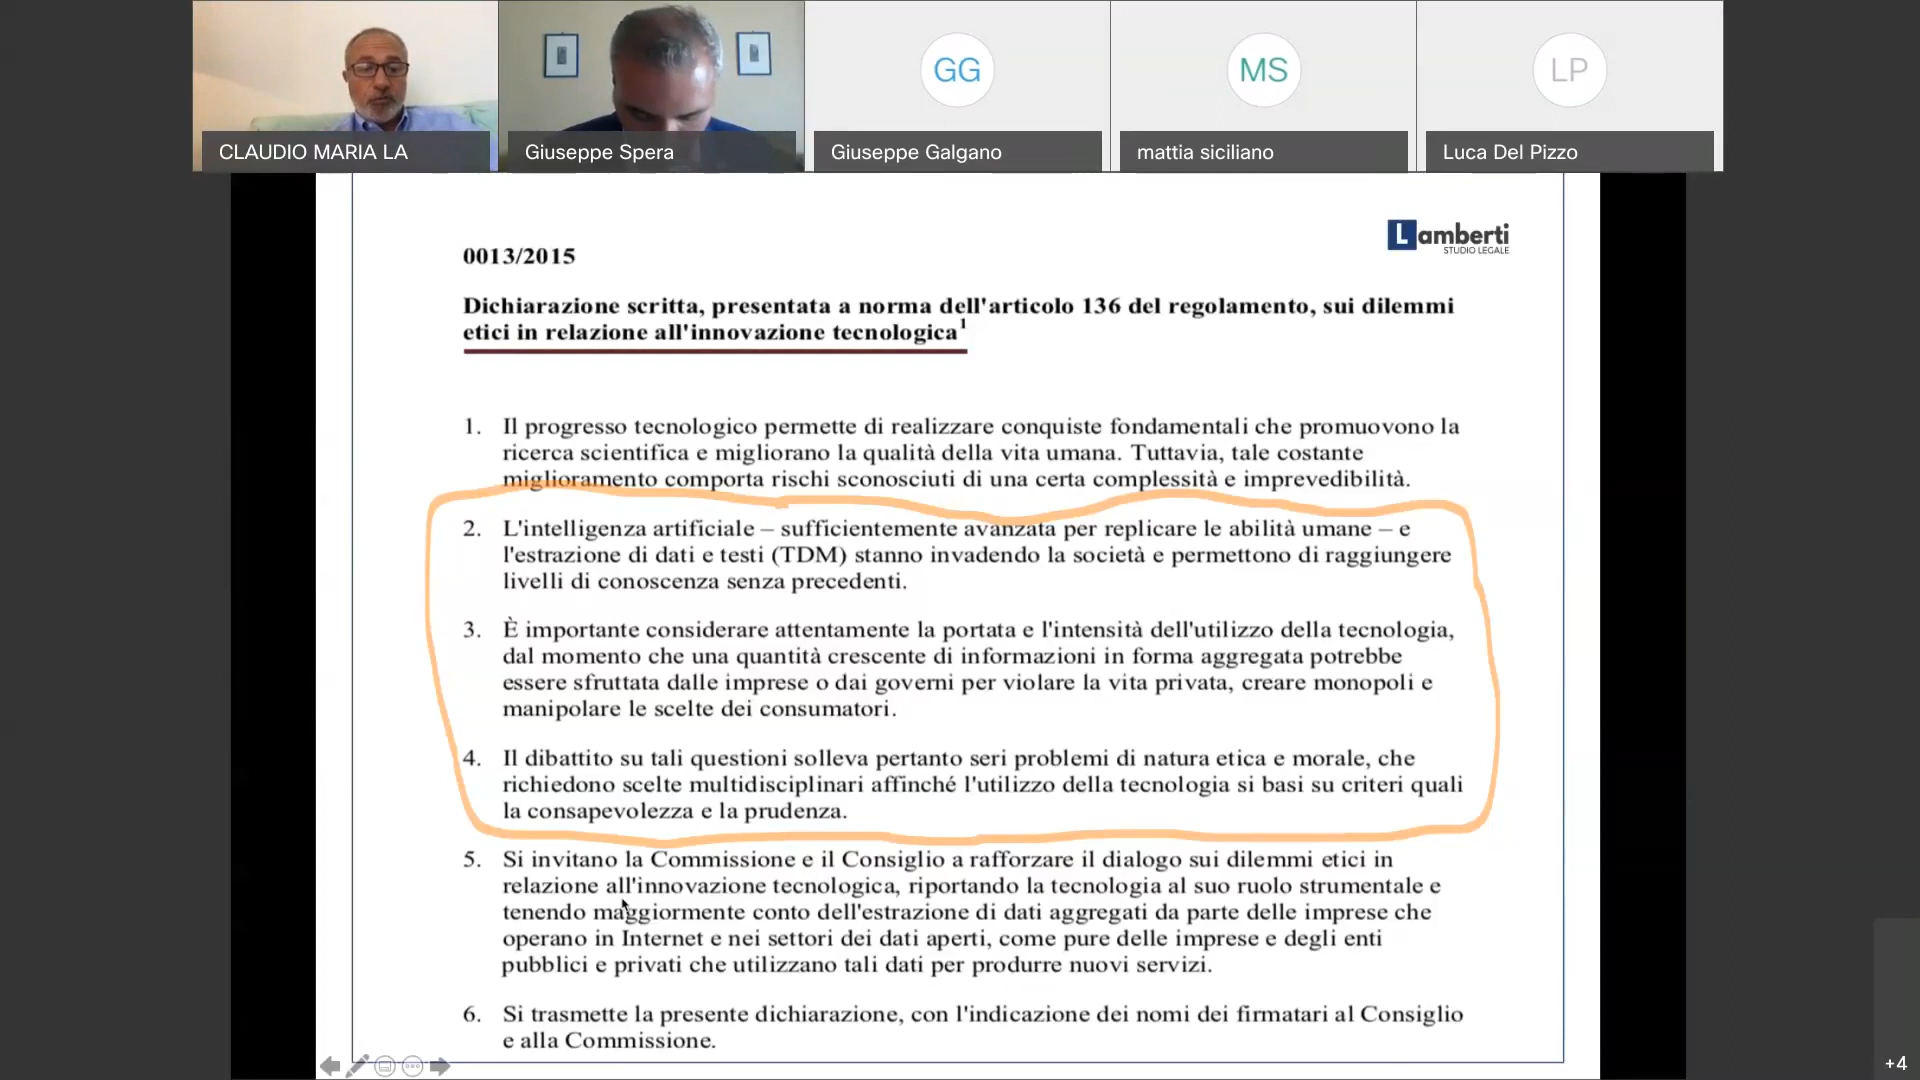 GG
MS
LP
CLAUDIO MARIA LA
Giuseppe Spera
Giuseppe Galgano
mattia siciliano
Luca Del Pizzo
Lamberti
STUDIO LEGALE
0013/2015
Dichiarazione scritta, presentata a norma dell'articolo 136 del regolamento, sui dilemmi
etici in relazione all'innovazione tecnologica¹
1. Il progresso tecnologico permette di realizzare conquiste fondamentali che promuovono la
ricerca scientifica e migliorano la qualità della vita umana. Tuttavia, tale costante
miglioramento comporta rischi sconosciuti di una certa complessità e imprevedibilità.
2. L'intelligenza artificiale – sufficientemente avanzata per replicare le abilità umane – e
l'estrazione di dati e testi (TDM) stanno invadendo la società e permettono di raggiungere
livelli di conoscenza senza precedenti.
3. È importante considerare attentamente la portata e l'intensità dell'utilizzo della tecnologia,
dal momento che una quantità crescente di informazioni in forma aggregata potrebbe
essere sfruttata dalle imprese o dai governi per violare la vita privata, creare monopoli e
manipolare le scelte dei consumatori.
4. Il dibattito su tali questioni solleva pertanto seri problemi di natura etica e morale, che
richiedono scelte multidisciplinari affinché l'utilizzo della tecnologia si basi su criteri quali
la consapevolezza e la prudenza.
5. Si invitano la Commissione e il Consiglio a rafforzare il dialogo sui dilemmi etici in
relazione all'innovazione tecnologica, riportando la tecnologia al suo ruolo strumentale e
tenendo maggiormente conto dell'estrazione di dati aggregati da parte delle imprese che
operano in Internet e nei settori dei dati aperti, come pure delle imprese e degli enti
pubblici e privati che utilizzano tali dati per produrre nuovi servizi.
6. Si trasmette la presente dichiarazione, con l'indicazione dei nomi dei firmatari al Consiglio
e alla Commissione.
+4